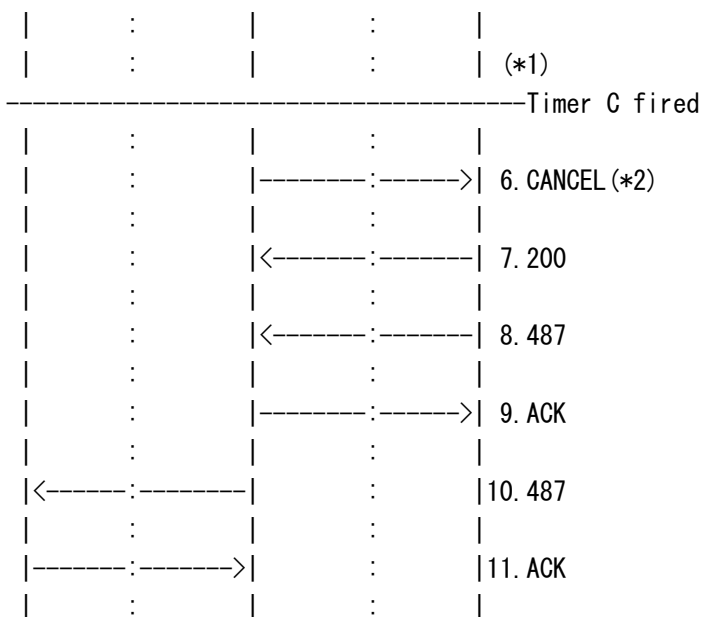 (*1)
Timer C fired
6. CANCEL(*2)
7. 200
8. 487
9. ACK
10. 487
11. ACK